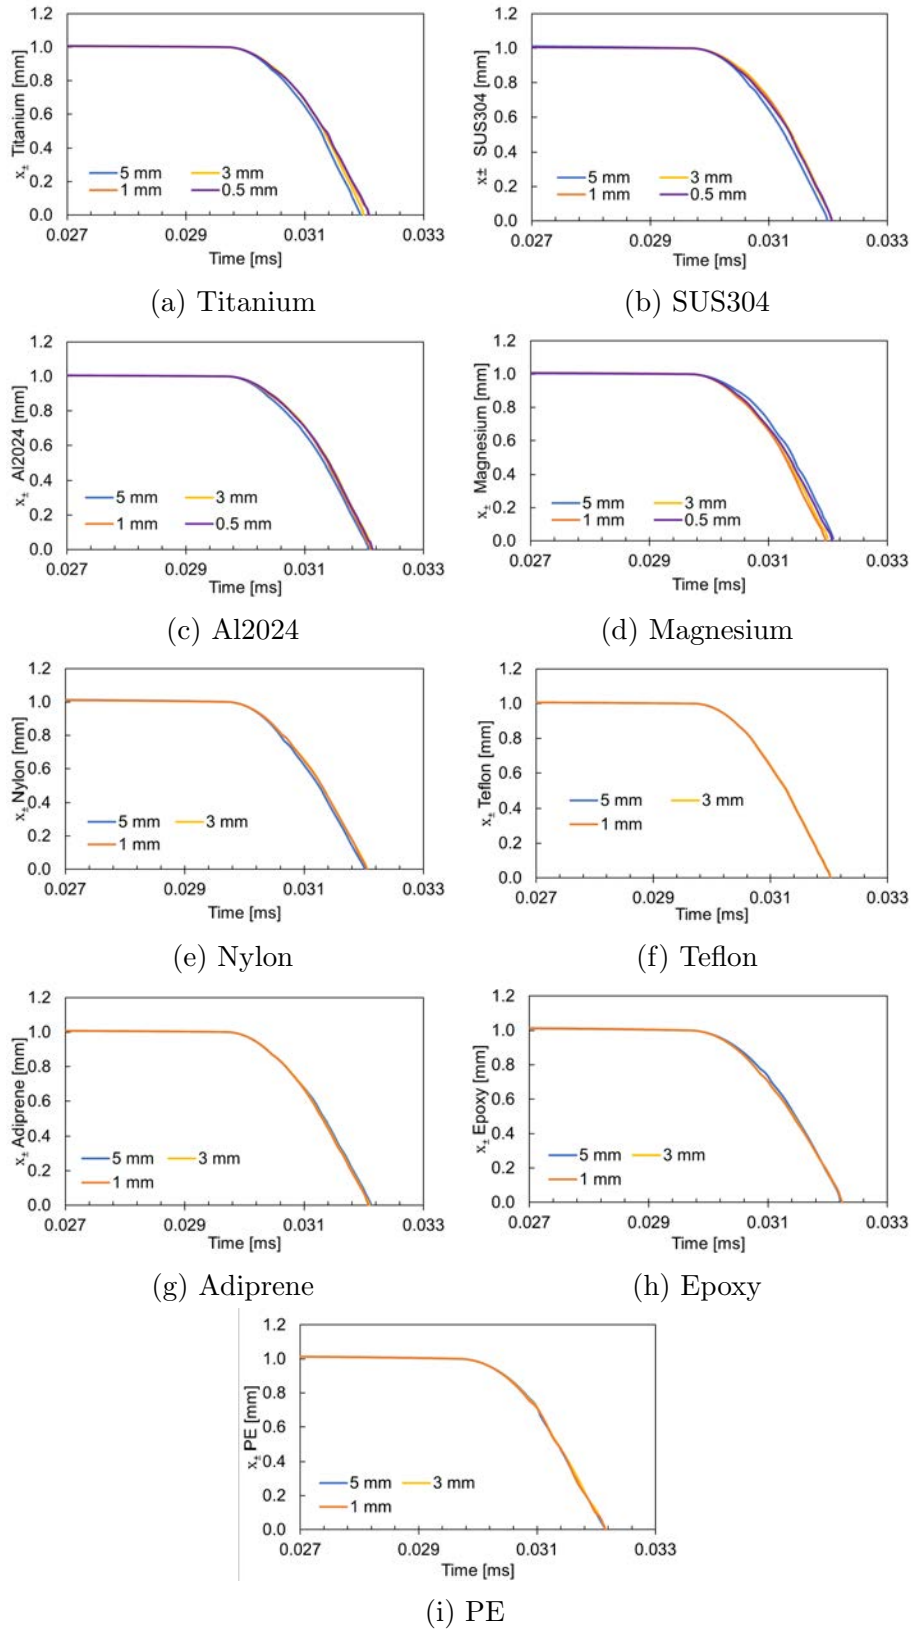 1.2
1.0
0.8
0.6
0.4
0.2
0.0
x± Titanium [mm]
5 mm 3 mm
1 mm 0.5 mm
0.027 0.029 0.031 0.033
Time [ms]
(a) Titanium
1.2
1.0
0.8
0.6
0.4
0.2
0.0
x± SUS304 [mm]
5 mm 3 mm
1 mm 0.5 mm
0.027 0.029 0.031 0.033
Time [ms]
(b) SUS304
1.2
1.0
0.8
0.6
0.4
0.2
0.0
x± Al2024 [mm]
5 mm 3 mm
1 mm 0.5 mm
0.027 0.029 0.031 0.033
Time [ms]
(c) Al2024
1.2
1.0
0.8
0.6
0.4
0.2
0.0
x± Magnesium [mm]
5 mm 3 mm
1 mm 0.5 mm
0.027 0.029 0.031 0.033
Time [ms]
(d) Magnesium
1.2
1.0
0.8
0.6
0.4
0.2
0.0
x± Nylon [mm]
5 mm 3 mm
1 mm
0.027 0.029 0.031 0.033
Time [ms]
(e) Nylon
1.2
1.0
0.8
0.6
0.4
0.2
0.0
x± Teflon [mm]
5 mm 3 mm
1 mm
0.027 0.029 0.031 0.033
Time [ms]
(f) Teflon
1.2
1.0
0.8
0.6
0.4
0.2
0.0
x± Adiprene [mm]
5 mm 3 mm
1 mm
0.027 0.029 0.031 0.033
Time [ms]
(g) Adiprene
1.2
1.0
0.8
0.6
0.4
0.2
0.0
x± Epoxy [mm]
5 mm 3 mm
1 mm
0.027 0.029 0.031 0.033
Time [ms]
(h) Epoxy
1.2
1.0
0.8
0.6
0.4
0.2
0.0
x± PE [mm]
5 mm 3 mm
1 mm
0.027 0.029 0.031 0.033
Time [ms]
(i) PE